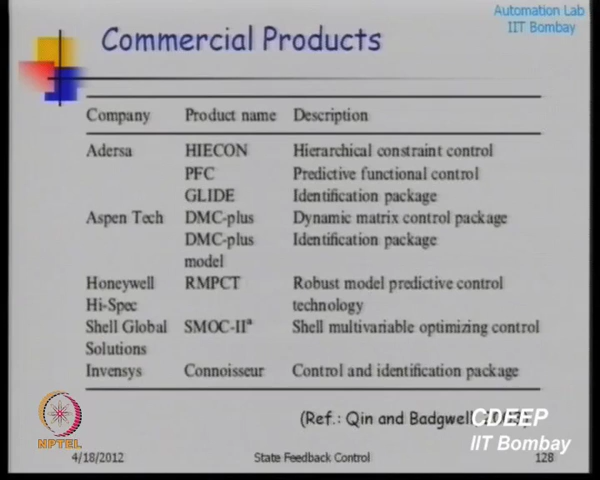 Automation Lab
IIT Bombay
Commercial Products
Company Product name Description
Adersa HIECON Hierarchical constraint control
PFC Predictive functional control
GLIDE Identification package
Aspen Tech DMC-plus Dynamic matrix control package
DMC-plus Identification package
model
Honeywell RMPCT Robust model predictive control
Hi-Spec technology
Shell Global SMOC-IIª Shell multivariable optimizing control
Solutions
Invensys Connoisseur Control and identification package
(Ref.: Qin and Badgwell,
CDEEP
IIT Bombay
NPTEL
4/18/2012 State Feedback Control 128